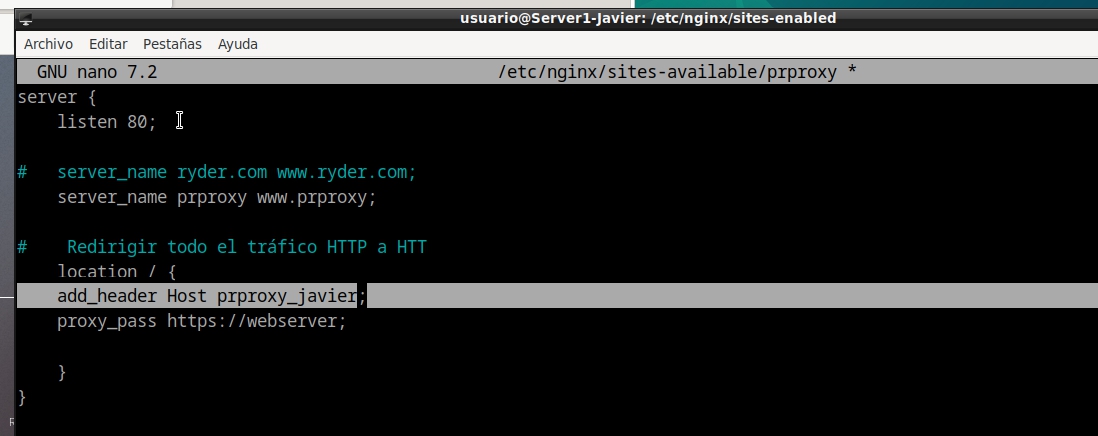 usuario@Server1-Javier: /etc/nginx/sites-enabled
Archivo Editar Pestañas Ayuda
GNU nano 7.2 /etc/nginx/sites-available/prproxy *
server {
    listen 80;
#   server_name ryder.com www.ryder.com;
    server_name prproxy www.prproxy;
#    Redirigir todo el tráfico HTTP a HTT
    location / {
    add_header Host prproxy_javier;
    proxy_pass https://webserver;
    }
}
R